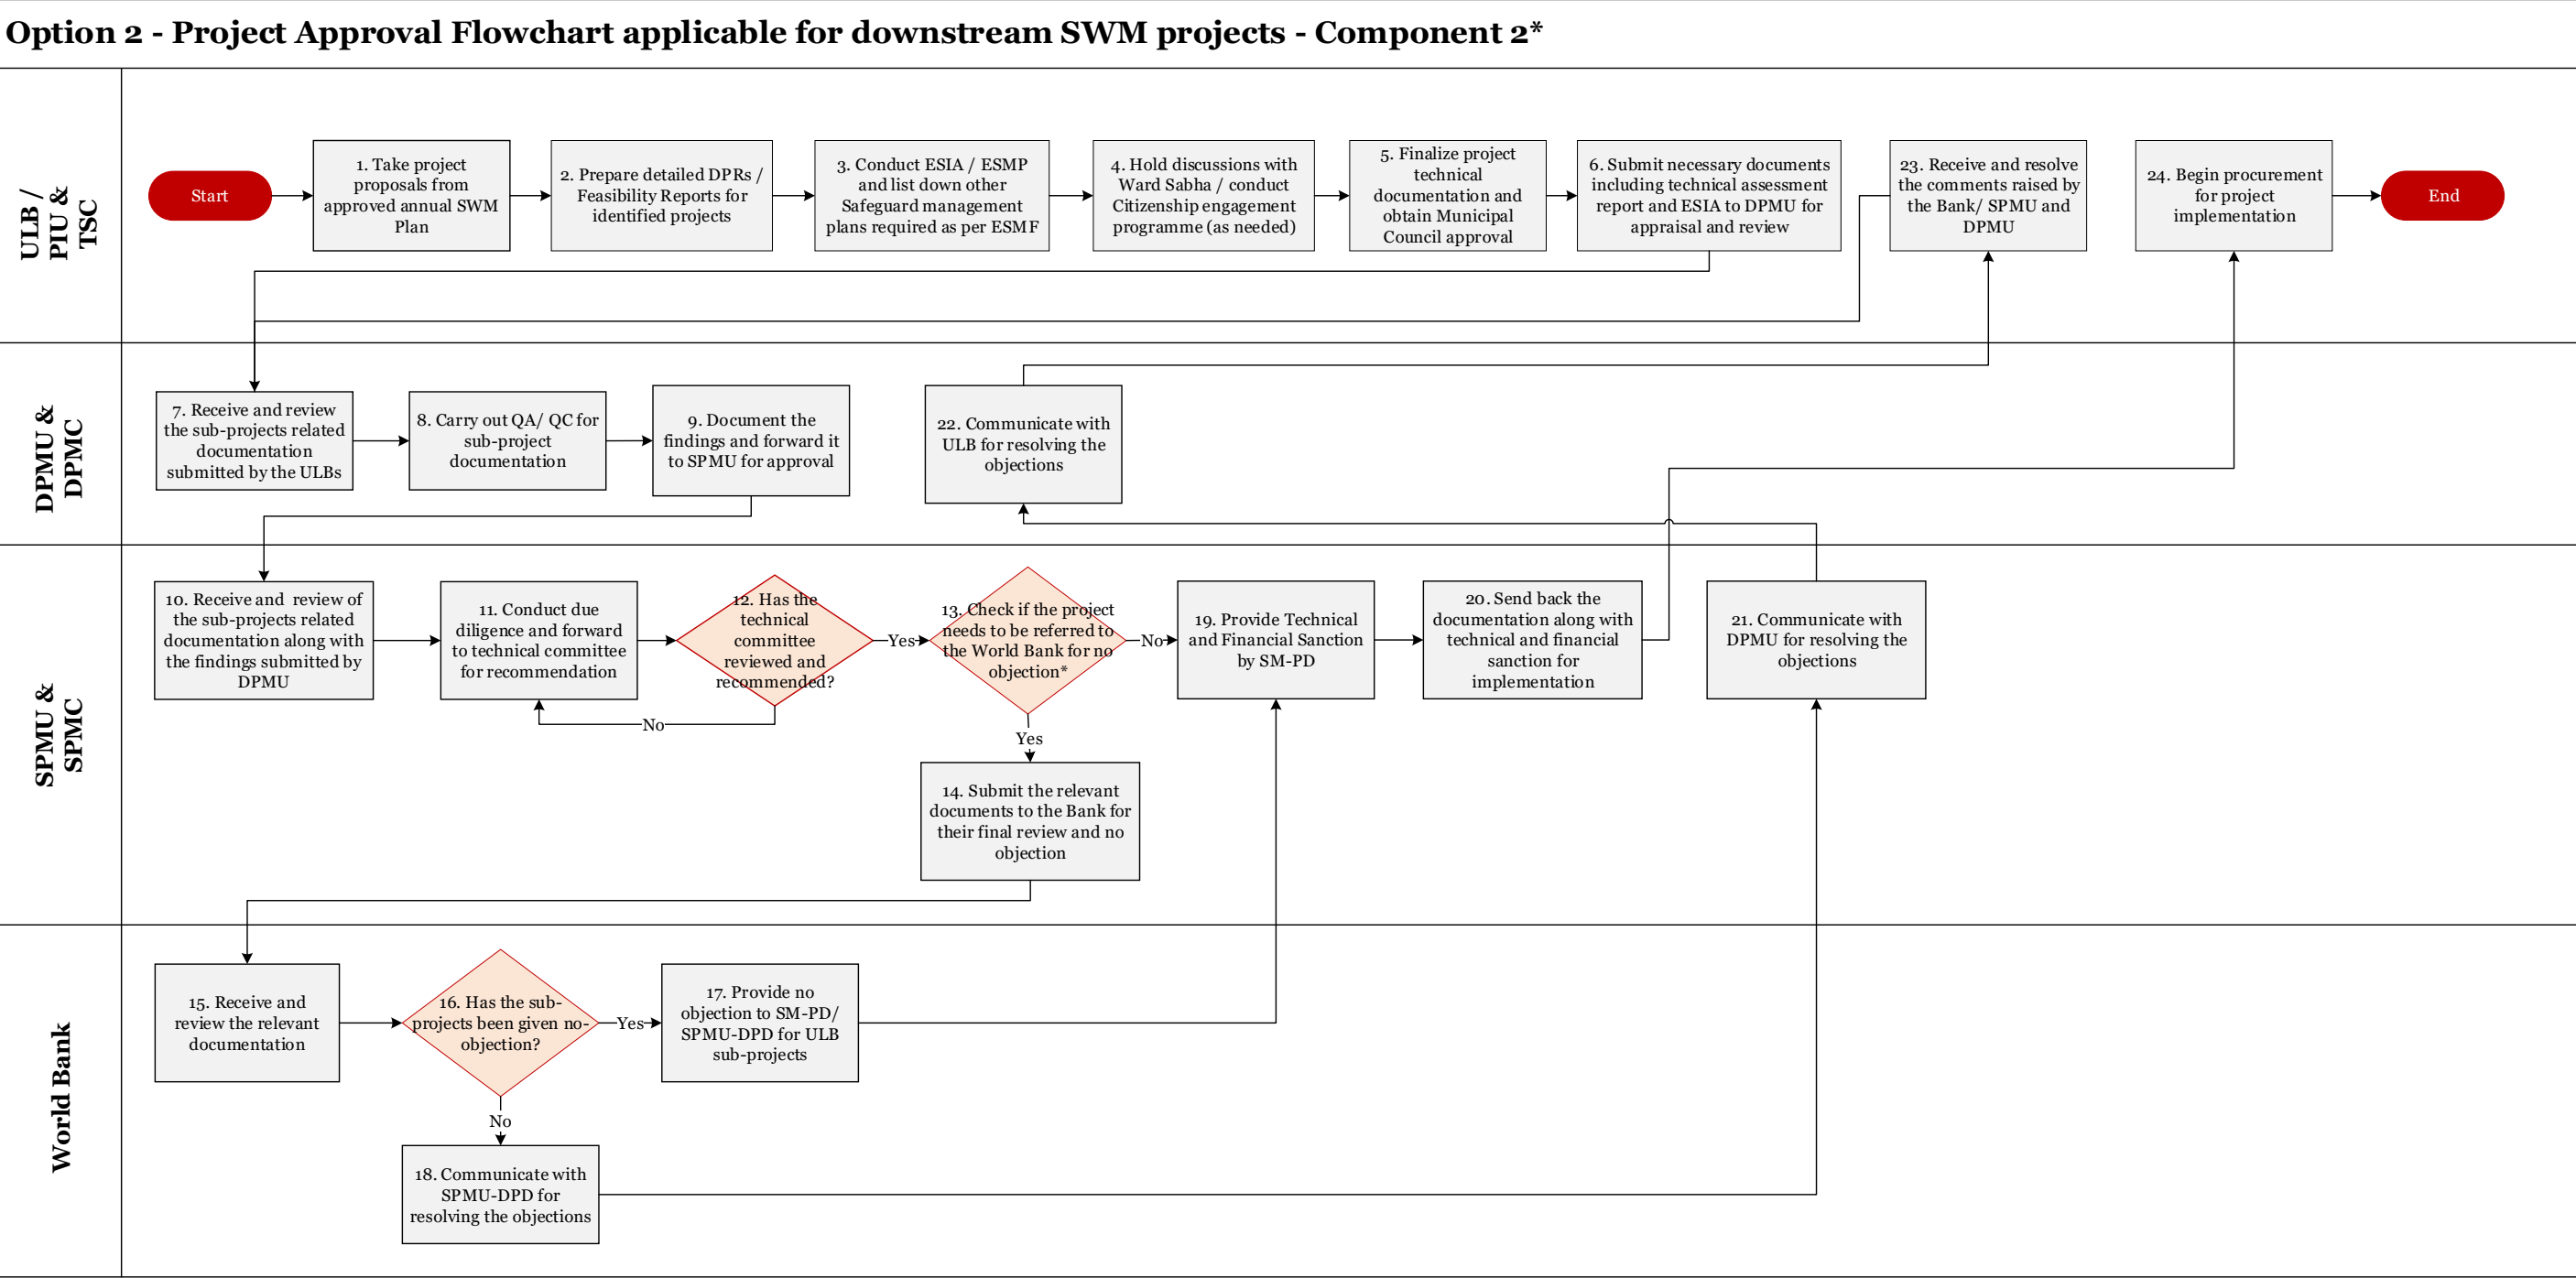 Option 2 - Project Approval Flowchart applicable for downstream SWM projects - Component 2*
ULB /
PIU &
TSC
Start
1. Take project
proposals from
approved annual SWM
Plan
2. Prepare detailed DPRs /
Feasibility Reports for
identified projects
3. Conduct ESIA / ESMP
and list down other
Safeguard management
plans required as per ESMF
4. Hold discussions with
Ward Sabha / conduct
Citizenship engagement
programme (as needed)
5. Finalize project
technical
documentation and
obtain Municipal
Council approval
6. Submit necessary documents
including technical assessment
report and ESIA to DPMU for
appraisal and review
23. Receive and resolve
the comments raised by
the Bank/ SPMU and
DPMU
24. Begin procurement
for project
implementation
End
DPMU &
DPMC
7. Receive and review
the sub-projects related
documentation
submitted by the ULBs
8. Carry out QA/ QC for
sub-project
documentation
9. Document the
findings and forward it
to SPMU for approval
22. Communicate with
ULB for resolving the
objections
SPMU &
SPMC
10. Receive and review of
the sub-projects related
documentation along with
the findings submitted by
DPMU
11. Conduct due
diligence and forward
to technical committee
for recommendation
12. Has the
technical
committee
reviewed and
recommended?
No
Yes
13. Check if the project
needs to be referred to
the World Bank for no
objection*
No
Yes
19. Provide Technical
and Financial Sanction
by SM-PD
20. Send back the
documentation along with
technical and financial
sanction for
implementation
21. Communicate with
DPMU for resolving the
objections
14. Submit the relevant
documents to the Bank for
their final review and no
objection
World Bank
15. Receive and
review the relevant
documentation
16. Has the sub-
projects been given no-
objection?
Yes
17. Provide no
objection to SM-PD/
SPMU-DPD for ULB
sub-projects
No
18. Communicate with
SPMU-DPD for
resolving the objections